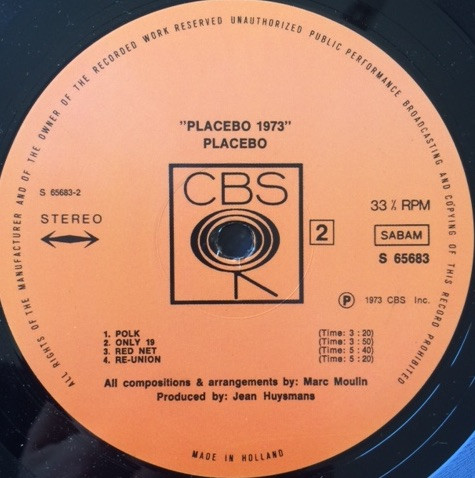 ALL RIGHTS OF THE MANUFACTURER AND OF THE OWNER OF THE RECORDED WORK RESERVED UNAUTHORIZED PUBLIC PERFORMANCE BROADCASTING AND COPYING OF THIS RECORD PROHIBITED
"PLACEBO 1973"
PLACEBO
CBS
S 65683-2
STEREO
2
33 ⅓ RPM
SABAM
S 65683
P 1973 CBS Inc.
1. POLK (Time: 3 : 20)
2. ONLY 19 (Time: 3 : 50)
3. RED NET (Time: 5 : 40)
4. RE-UNION (Time: 5 : 20)
All compositions & arrangements by: Marc Moulin
Produced by: Jean Huysmans
MADE IN HOLLAND